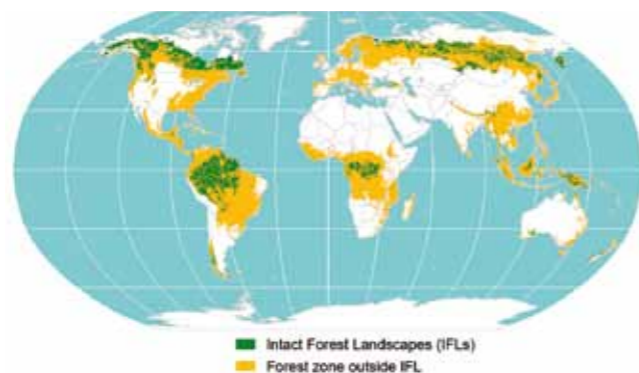 Intact Forest Landscapes (IFLs)
Forest zone outside IFL